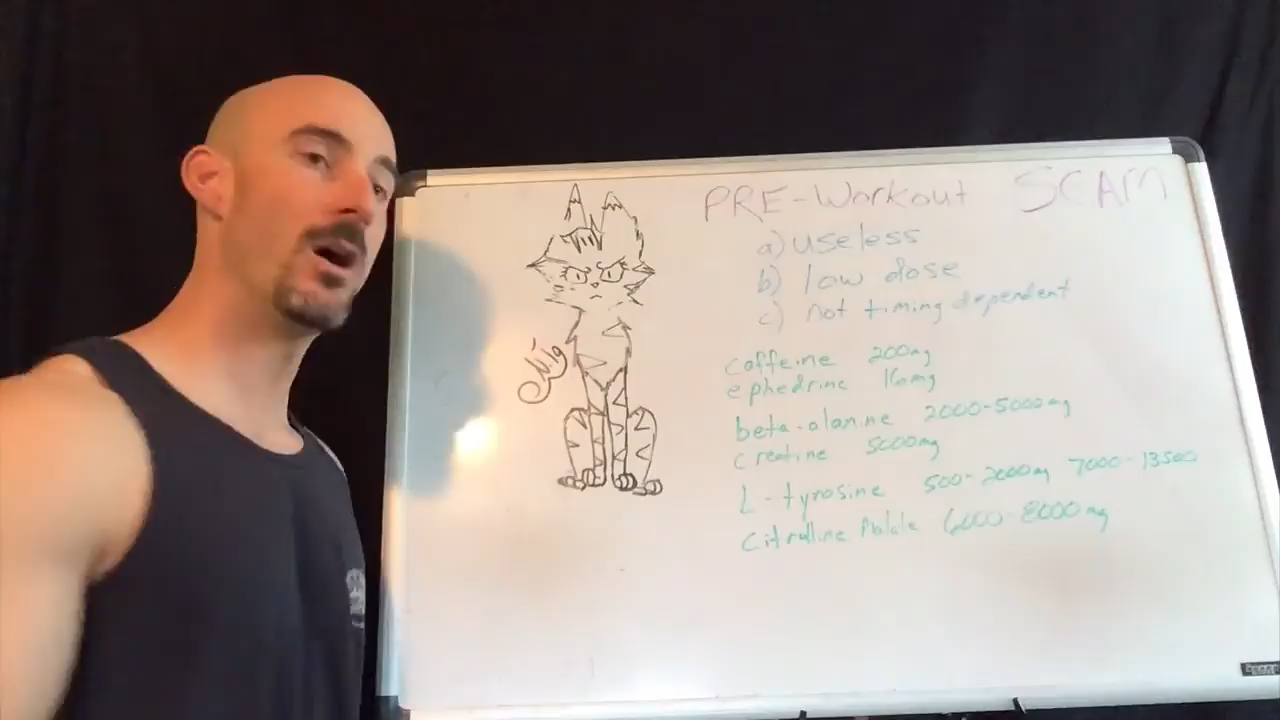 PRE-Workout SCAM
a) useless
b) low dose
c) not timing dependent
caffeine 200mg
ephedrine 16mg
beta-alanine 2000-5000mg
creatine 5000mg
L-tyrosine 500-2000mg 7000-13500
Citrulline Malate 6000-8000mg